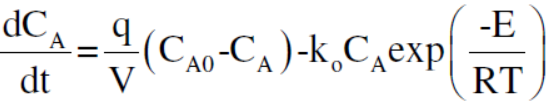 dC_A/dt = q/V (C_A0 - C_A) - k_o C_A exp(-E/RT)